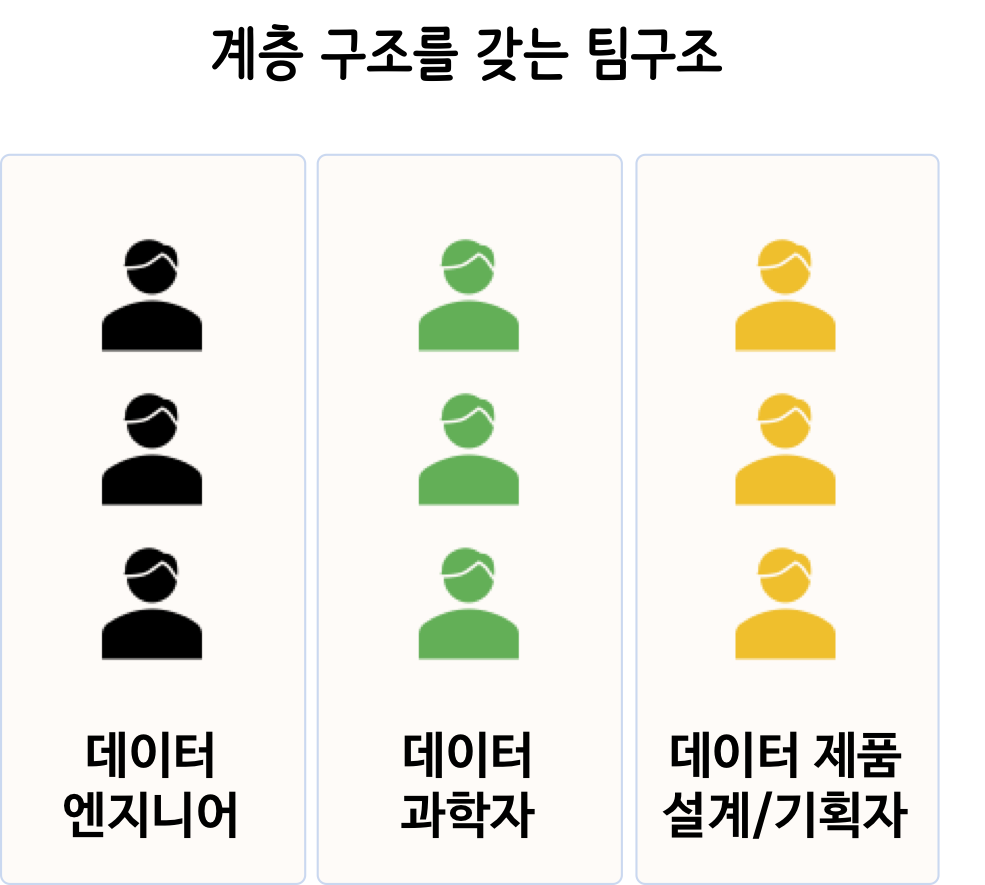 계층 구조를 갖는 팀구조
데이터
엔지니어
데이터
과학자
데이터 제품
설계/기획자